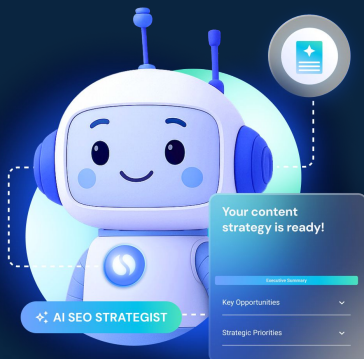 Your content
strategy is ready!
Executive Summary
Key Opportunities
Strategic Priorities
AI SEO STRATEGIST